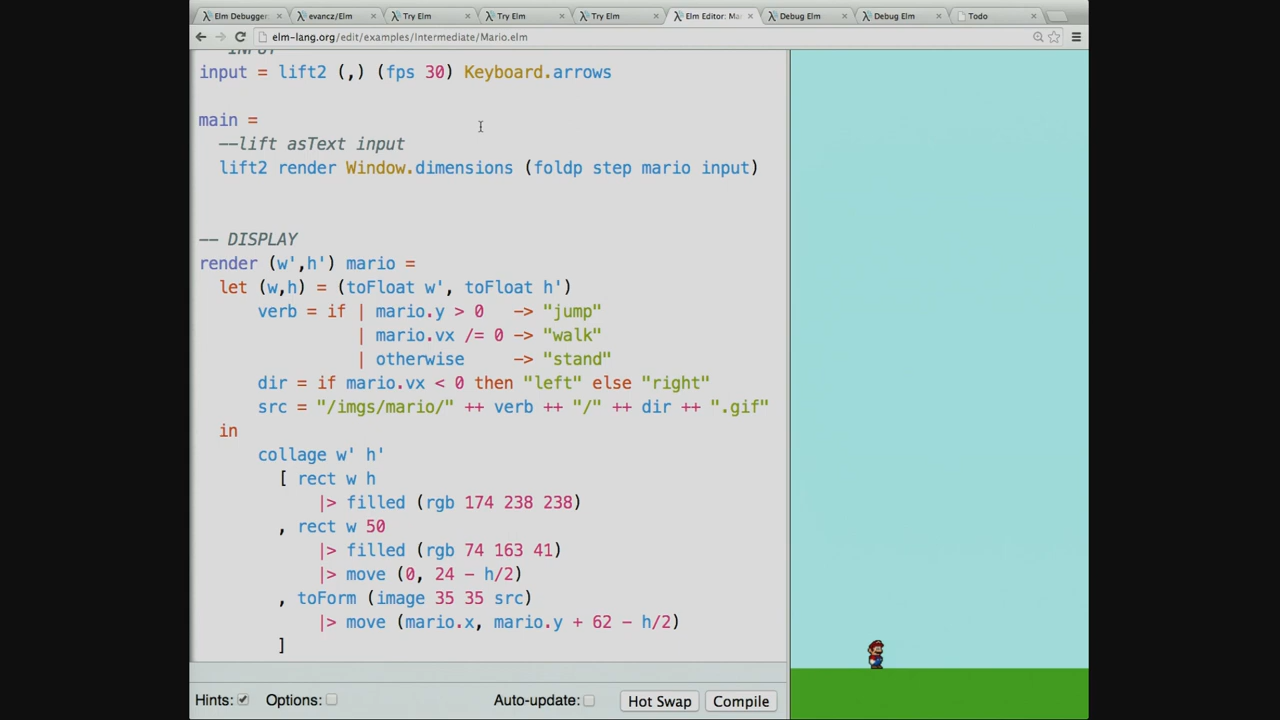 Elm Debugger:
evancz/Elm
Try Elm
Try Elm
Try Elm
Elm Editor: Ma
Debug Elm
Debug Elm
Todo
elm-lang.org/edit/examples/Intermediate/Mario.elm
-- INPUT
input = lift2 (,) (fps 30) Keyboard.arrows
main =
--lift asText input
lift2 render Window.dimensions (foldp step mario input)
-- DISPLAY
render (w',h') mario =
let (w,h) = (toFloat w', toFloat h')
verb = if | mario.y > 0 -> "jump"
| mario.vx /= 0 -> "walk"
| otherwise -> "stand"
dir = if mario.vx < 0 then "left" else "right"
src = "/imgs/mario/" ++ verb ++ "/" ++ dir ++ ".gif"
in
collage w' h'
[ rect w h
|> filled (rgb 174 238 238)
, rect w 50
|> filled (rgb 74 163 41)
|> move (0, 24 - h/2)
, toForm (image 35 35 src)
|> move (mario.x, mario.y + 62 - h/2)
]
Hints: Options: Auto-update: Hot Swap Compile